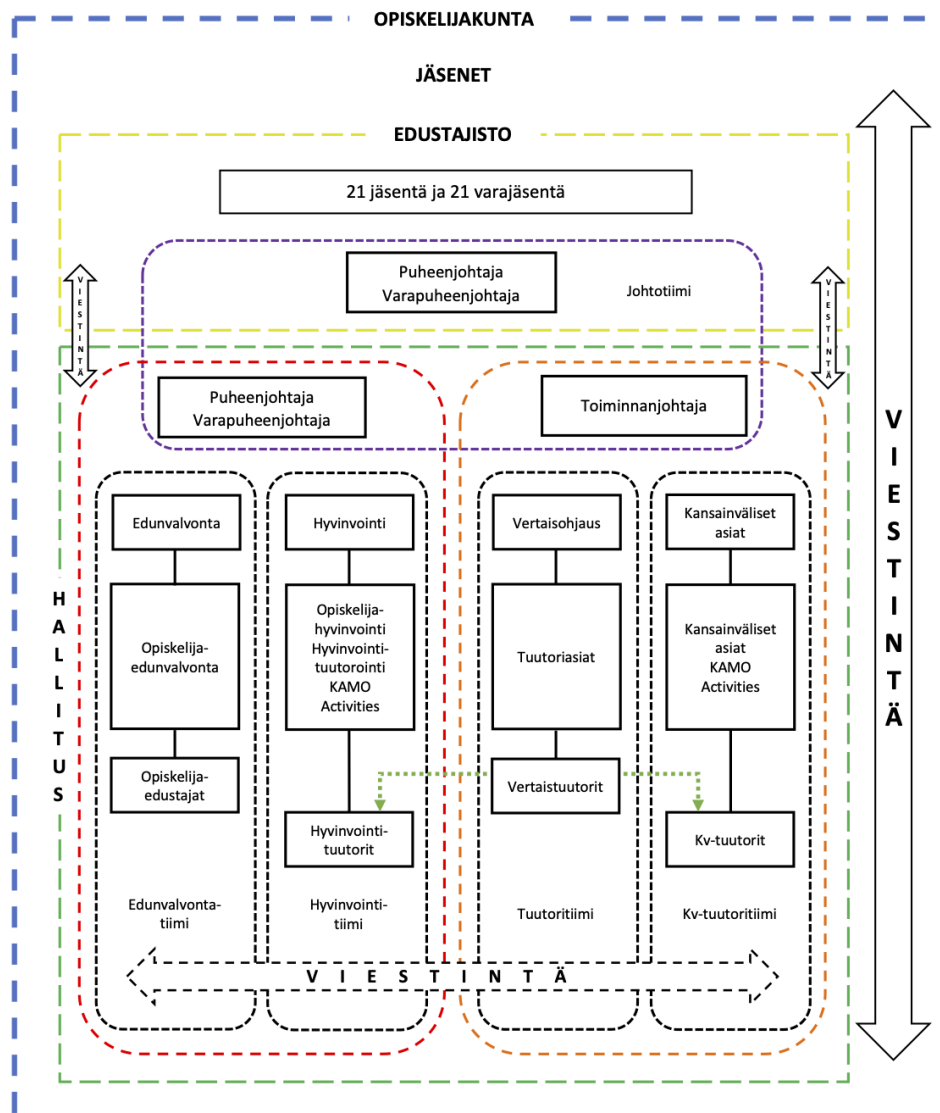 OPISKELIJAKUNTA
JÄSENET
EDUSTAJISTO
21 jäsentä ja 21 varajäsentä
Puheenjohtaja
Varapuheenjohtaja
Johtotiimi
VIESTINTÄ
VIESTINTÄ
VIESTINTÄ
HALLITUS
Puheenjohtaja
Varapuheenjohtaja
Toiminnanjohtaja
Edunvalvonta
Opiskelija-
edunvalvonta
Opiskelija-
edustajat
Edunvalvonta-
tiimi
Hyvinvointi
Opiskelija-
hyvinvointi
Hyvinvointi-
tuutorointi
KAMO
Activities
Hyvinvointi-
tuutorit
Hyvinvointi-
tiimi
Vertaisohjaus
Tuutoriasiat
Vertaistuutorit
Tuutoritiimi
Kansainväliset
asiat
Kansainväliset
asiat
KAMO
Activities
Kv-tuutorit
Kv-tuutoritiimi
VIESTINTÄ